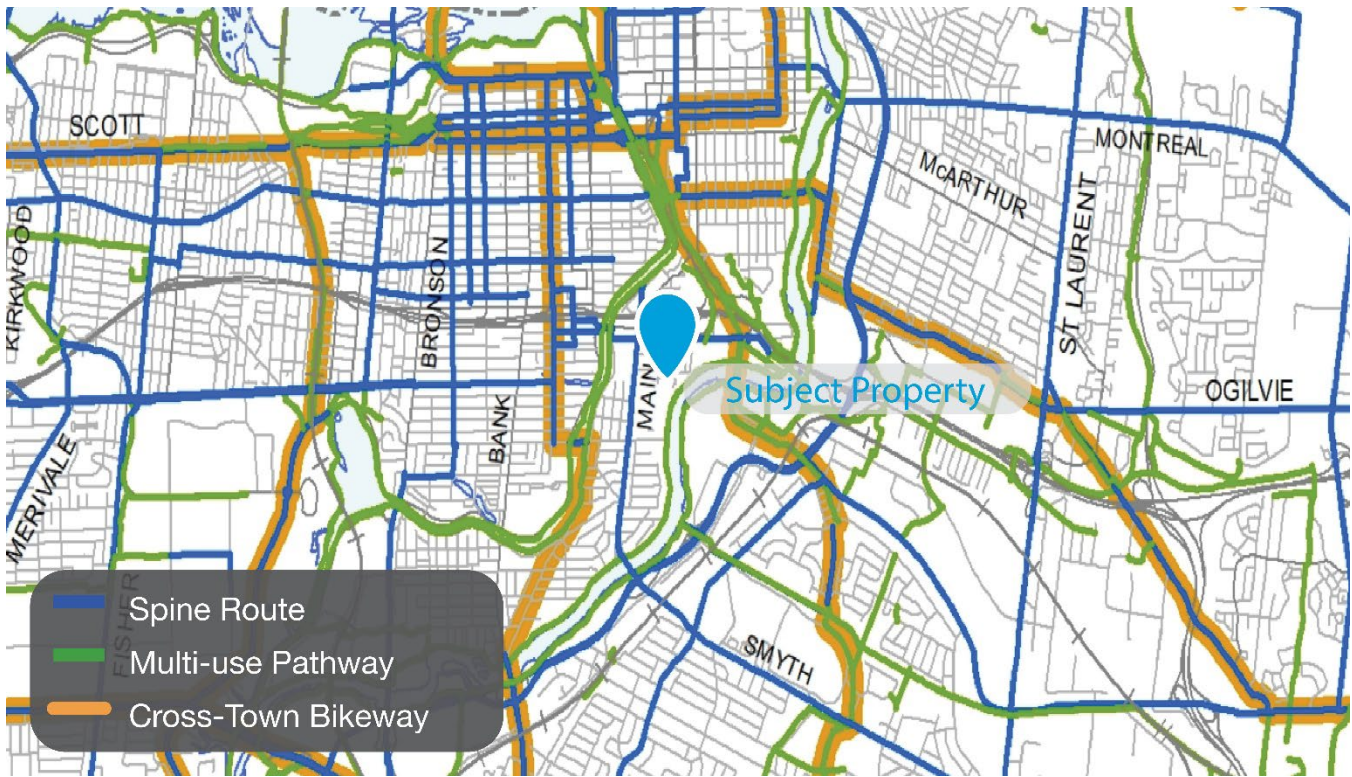 SCOTT
MONTREAL
McARTHUR
ST LAURENT
KIRKWOOD
BRONSON
BANK
MAIN
Subject Property
OGILVIE
MERIVALE
FISHER
SMYTH
Spine Route
Multi-use Pathway
Cross-Town Bikeway